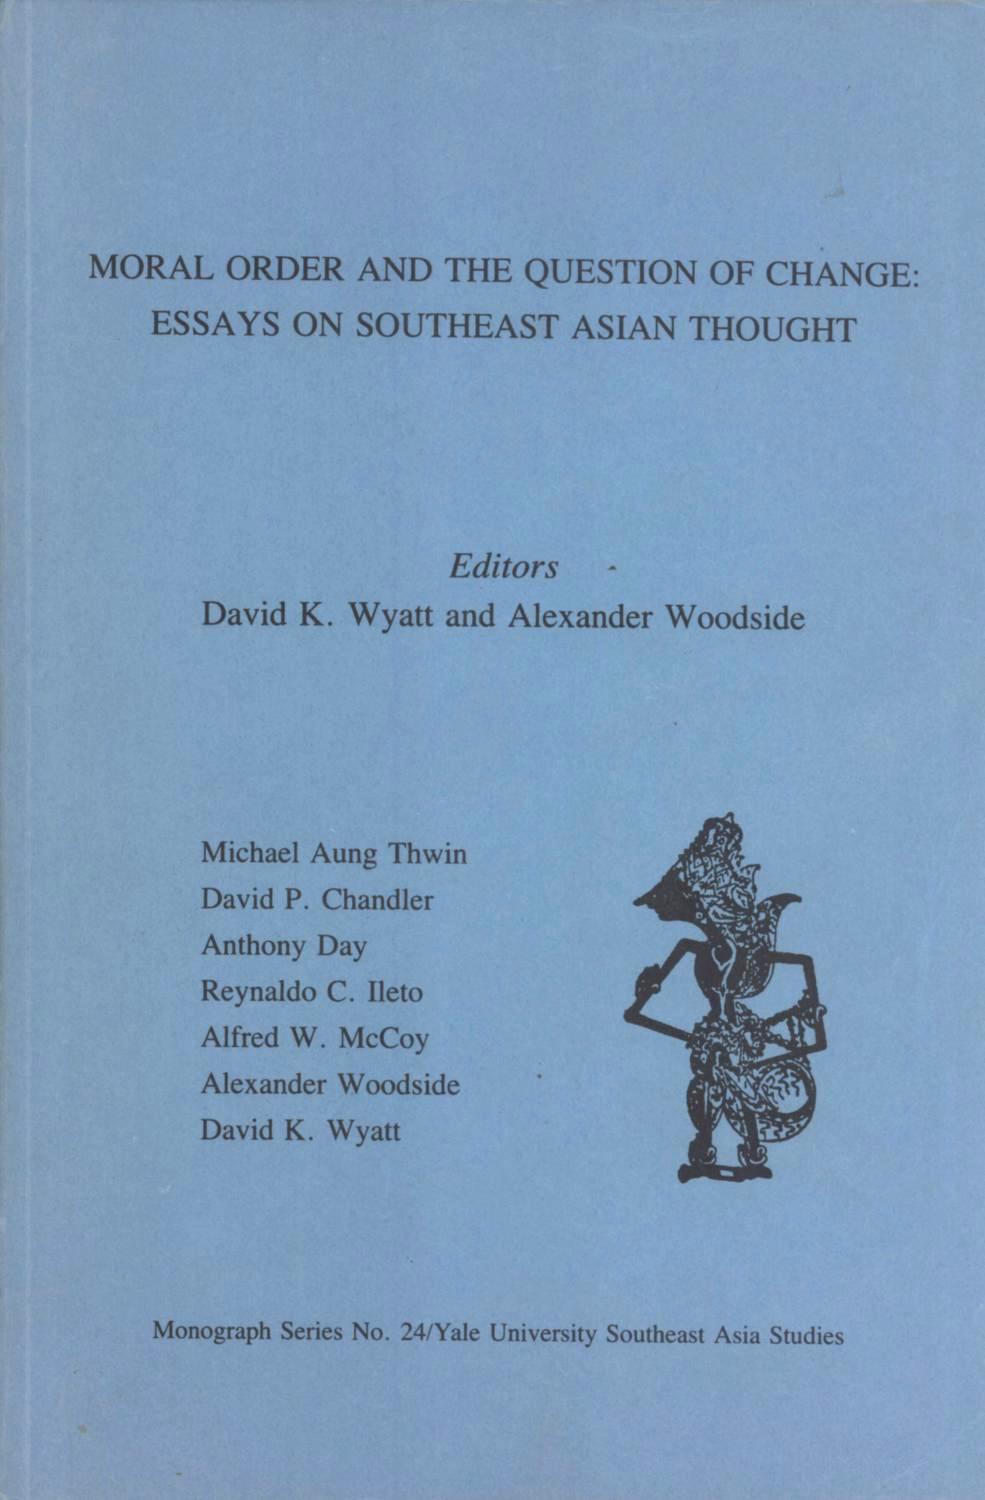 MORAL ORDER AND THE QUESTION OF CHANGE:
ESSAYS ON SOUTHEAST ASIAN THOUGHT
Editors
David K. Wyatt and Alexander Woodside
Michael Aung Thwin
David P. Chandler
Anthony Day
Reynaldo C. Ileto
Alfred W. McCoy
Alexander Woodside
David K. Wyatt
Monograph Series No. 24/Yale University Southeast Asia Studies